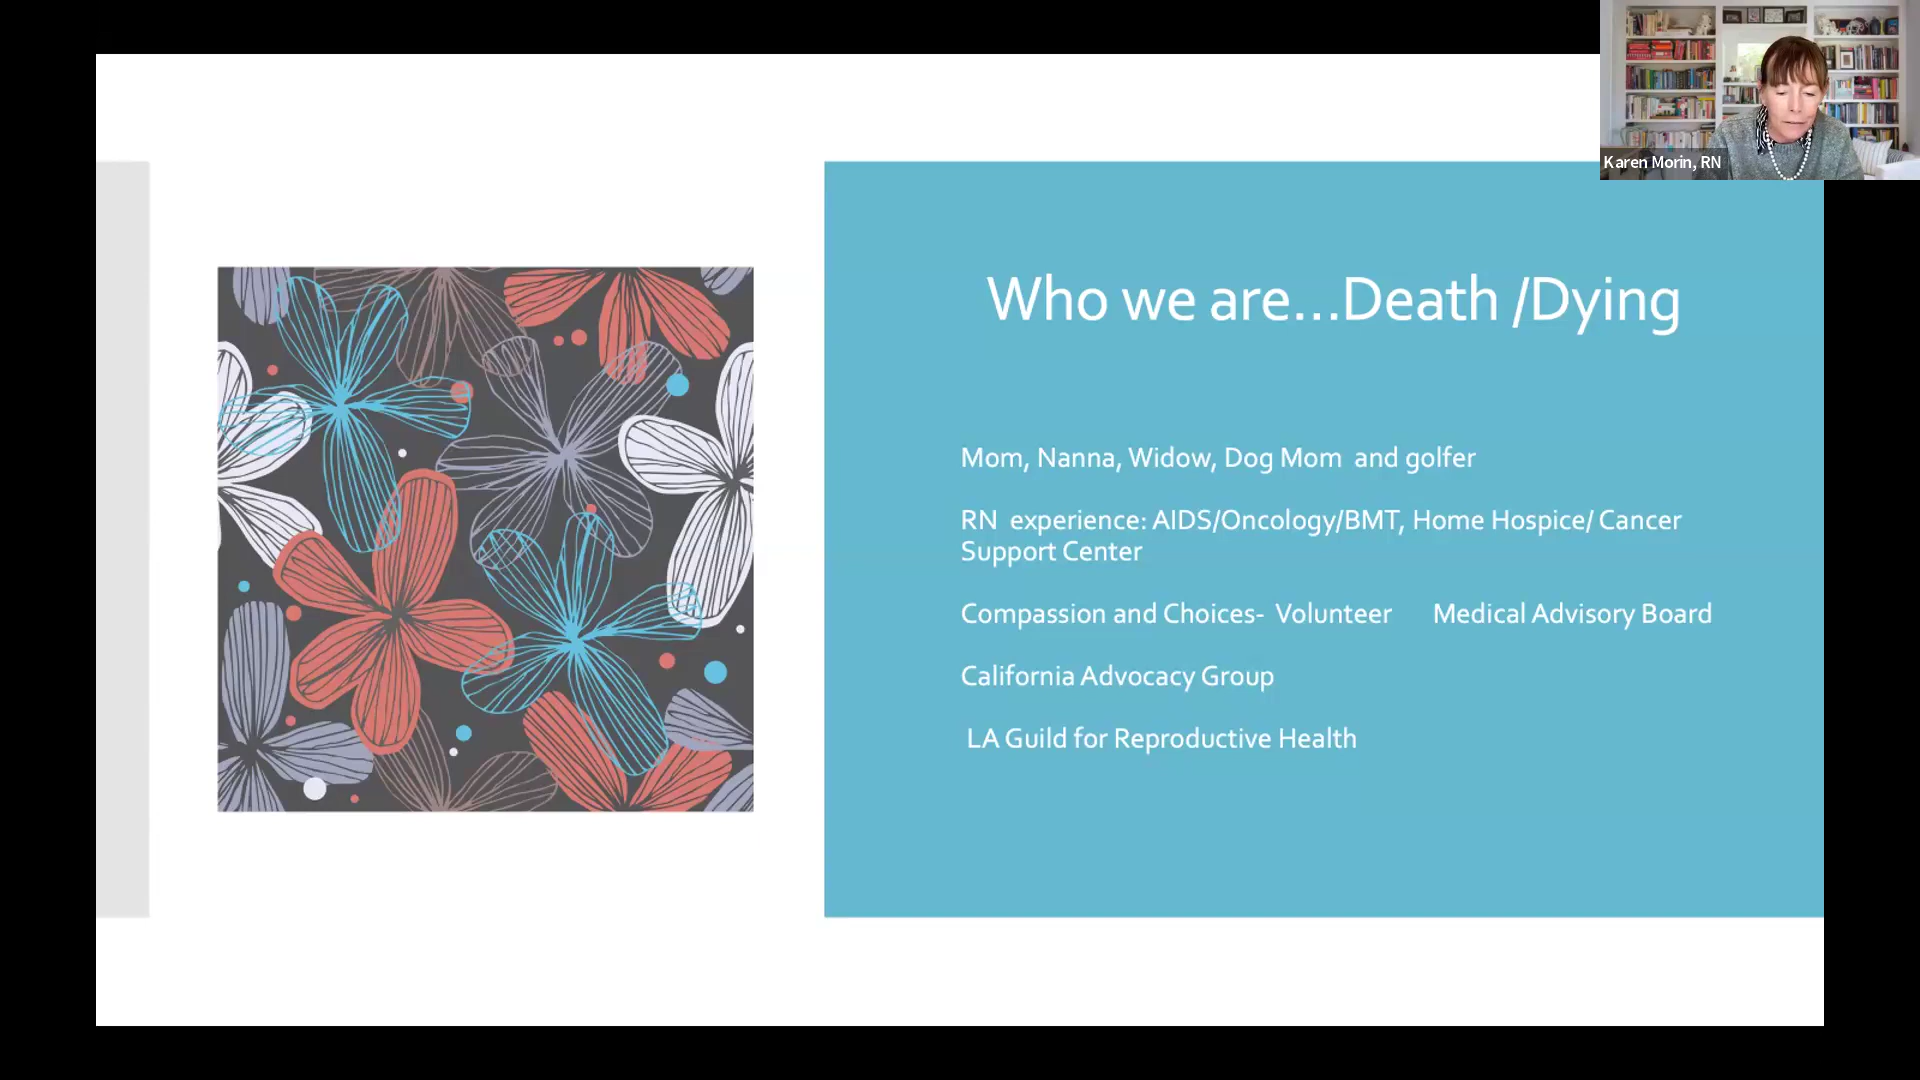 Karen Morin, RN
Who we are...Death /Dying
Mom, Nanna, Widow, Dog Mom  and golfer
RN  experience: AIDS/Oncology/BMT, Home Hospice/ Cancer
Support Center
Compassion and Choices-  Volunteer      Medical Advisory Board
California Advocacy Group
LA Guild for Reproductive Health